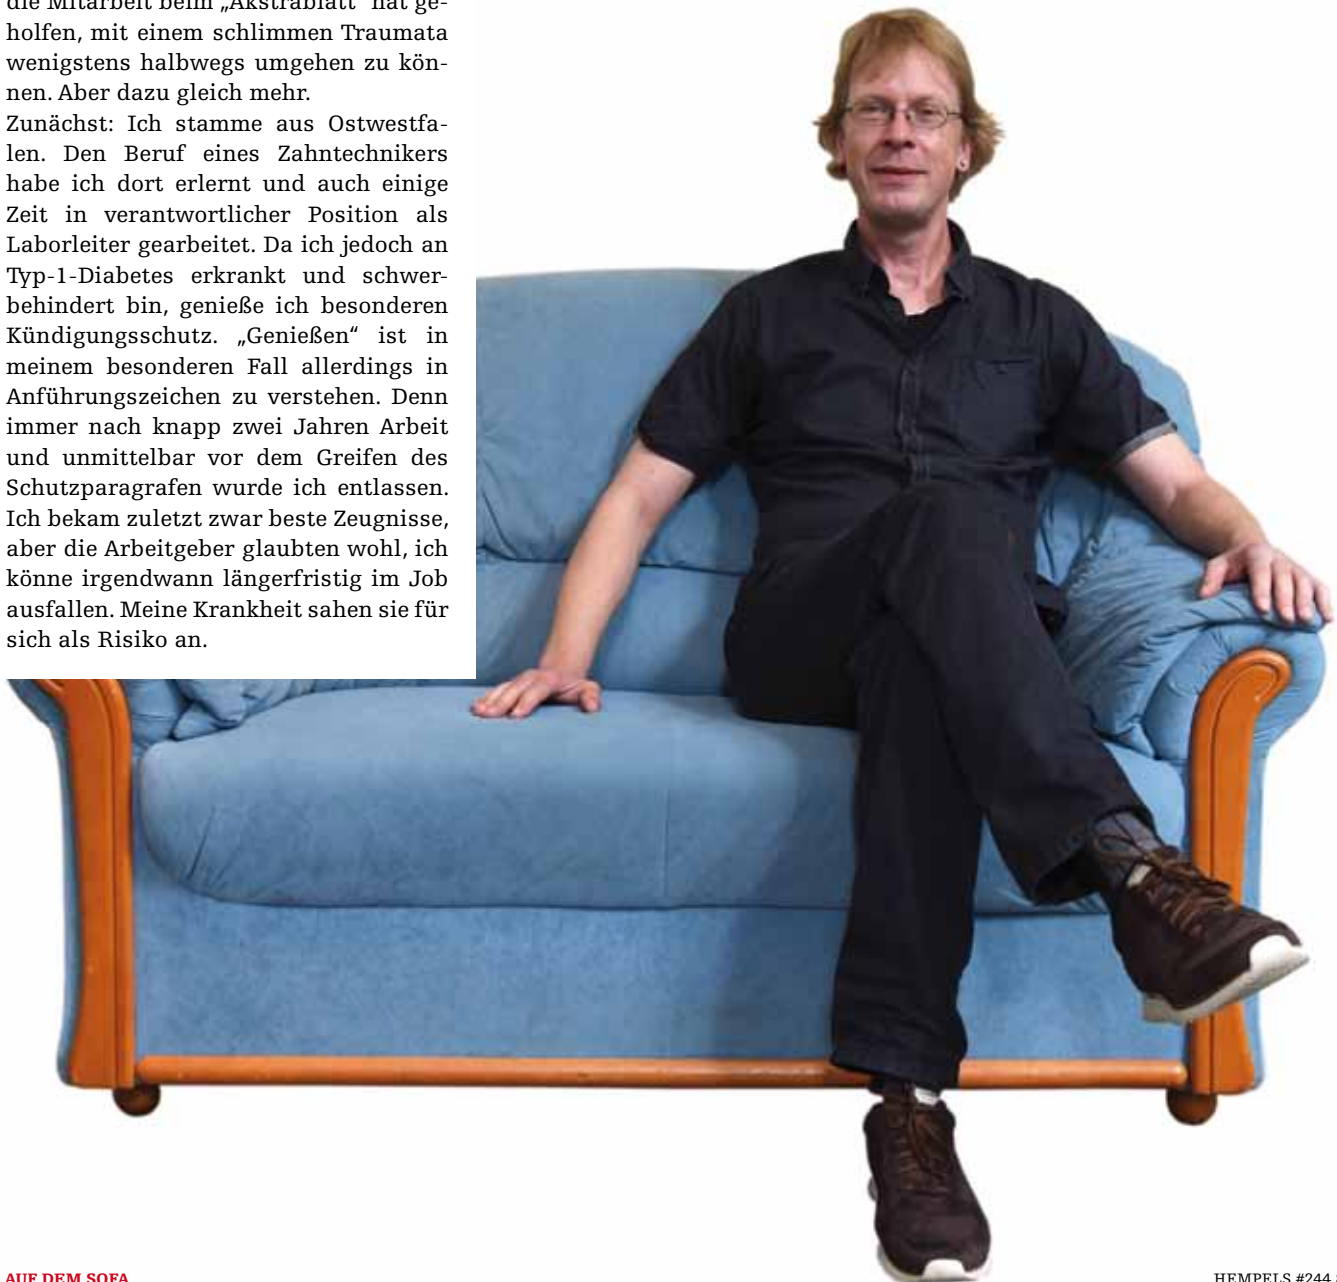 die Mitarbeit beim „Akstrablatt“ hat ge-
holfen, mit einem schlimmen Traumata
wenigstens halbwegs umgehen zu kön-
nen. Aber dazu gleich mehr.
Zunächst: Ich stamme aus Ostwestfa-
len. Den Beruf eines Zahntechnikers
habe ich dort erlernt und auch einige
Zeit in verantwortlicher Position als
Laborleiter gearbeitet. Da ich jedoch an
Typ-1-Diabetes erkrankt und schwer-
behindert bin, genieße ich besonderen
Kündigungsschutz. „Genießen“ ist in
meinem besonderen Fall allerdings in
Anführungszeichen zu verstehen. Denn
immer nach knapp zwei Jahren Arbeit
und unmittelbar vor dem Greifen des
Schutzparagrafen wurde ich entlassen.
Ich bekam zuletzt zwar beste Zeugnisse,
aber die Arbeitgeber glaubten wohl, ich
könne irgendwann längerfristig im Job
ausfallen. Meine Krankheit sahen sie für
sich als Risiko an.
AUF DEM SOFA
HEMPELS #244